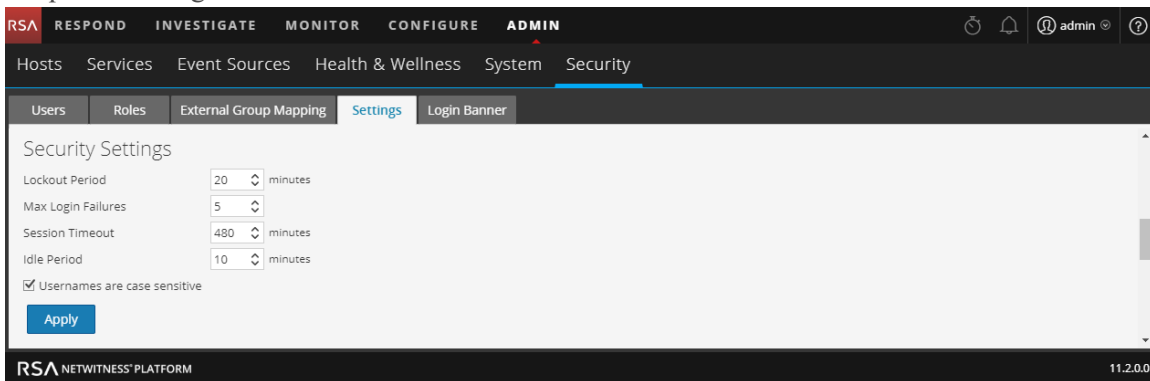 RSA RESPOND INVESTIGATE MONITOR CONFIGURE ADMIN admin ?
Hosts Services Event Sources Health & Wellness System Security
Users Roles External Group Mapping Settings Login Banner
Security Settings
Lockout Period 20 minutes
Max Login Failures 5
Session Timeout 480 minutes
Idle Period 10 minutes
Usernames are case sensitive
Apply
RSA NETWITNESS® PLATFORM 11.2.0.0